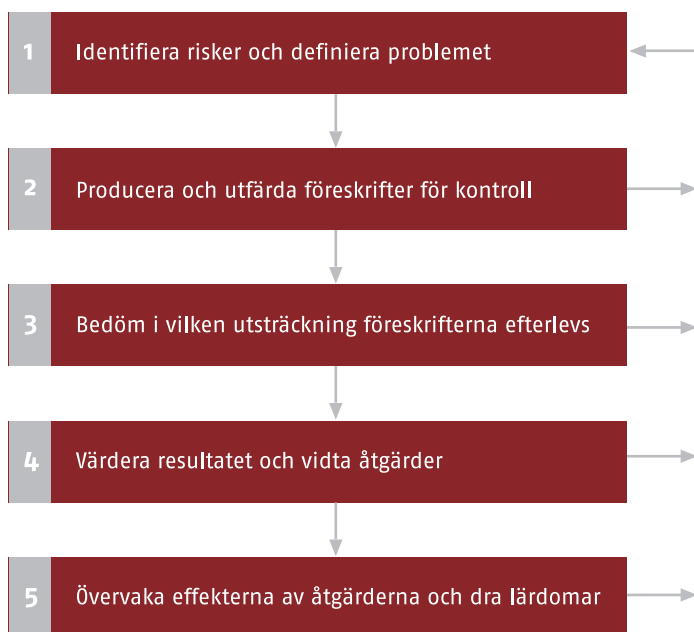 1 Identifiera risker och definiera problemet
2 Producera och utfärda föreskrifter för kontroll
3 Bedöm i vilken utsträckning föreskrifterna efterlevs
4 Värdera resultatet och vidta åtgärder
5 Övervaka effekterna av åtgärderna och dra lärdomar